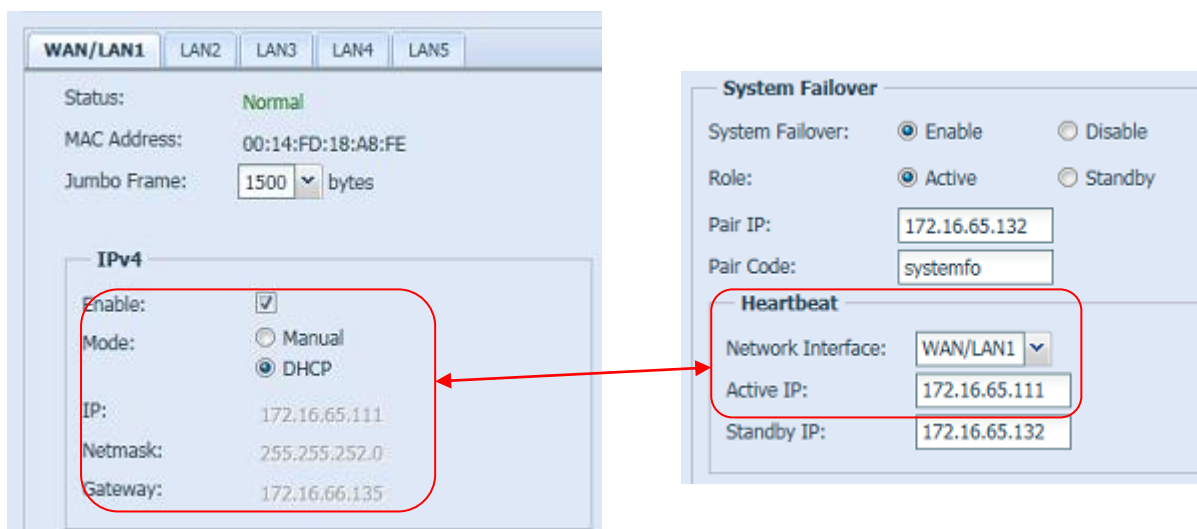 WAN/LAN1 LAN2 LAN3 LAN4 LAN5
Status: Normal
MAC Address: 00:14:FD:18:A8:FE
Jumbo Frame: 1500 bytes
IPv4
Enable:
Mode: Manual
DHCP
IP: 172.16.65.111
Netmask: 255.255.252.0
Gateway: 172.16.66.135
System Failover
System Failover: Enable Disable
Role: Active Standby
Pair IP: 172.16.65.132
Pair Code: systemfo
Heartbeat
Network Interface: WAN/LAN1
Active IP: 172.16.65.111
Standby IP: 172.16.65.132